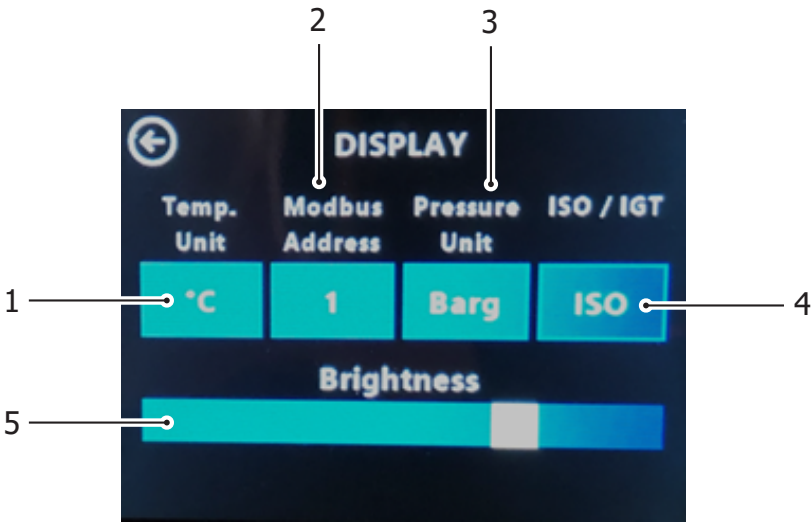 2 3
DISPLAY
Temp. Unit Modbus Address Pressure Unit ISO / IGT
1 °C 1 Barg ISO 4
Brightness
5